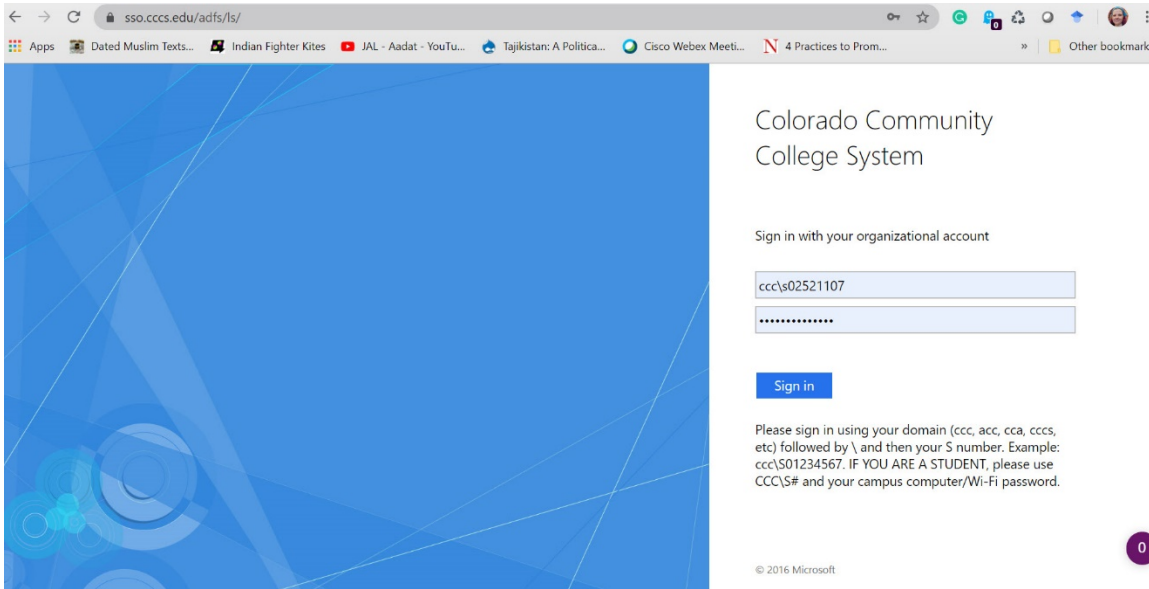 sso.cccs.edu/adfs/ls/
0
Apps Dated Muslim Texts... Indian Fighter Kites JAL - Aadat - YouTu... Tajikistan: A Politica... Cisco Webex Meeti... N 4 Practices to Prom... » Other bookmark
Colorado Community
College System
Sign in with your organizational account
ccc\s02521107
••••••••••••••
Sign in
Please sign in using your domain (ccc, acc, cca, cccs,
etc) followed by \ and then your S number. Example:
ccc\S01234567. IF YOU ARE A STUDENT, please use
CCC\S# and your campus computer/Wi-Fi password.
0
© 2016 Microsoft